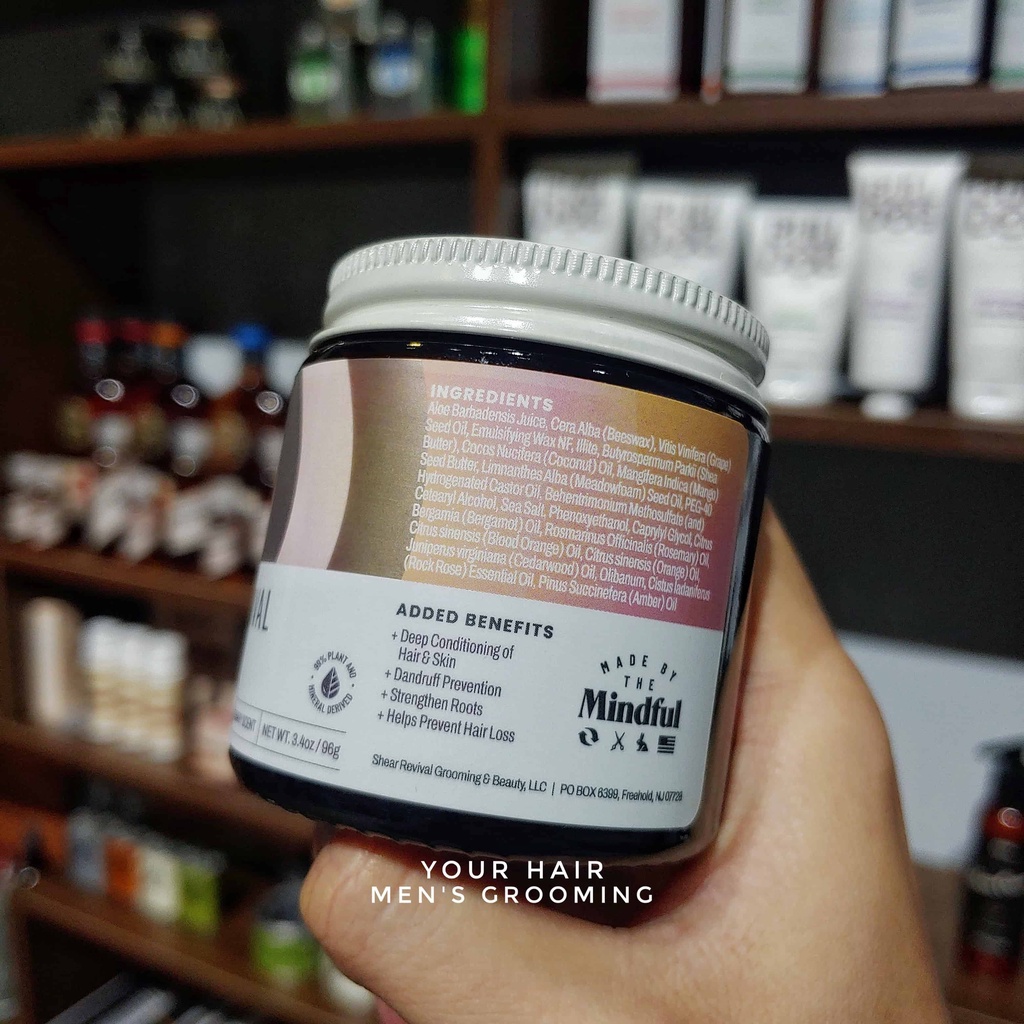 INGREDIENTS
Aloe Barbadensis Juice, Cera Alba (Beeswax), Vitis Vinifera (Grape)
Seed Oil, Emulsifying Wax NF, Illite, Butyrospermum Parkii (Shea
Butter), Cocos Nucifera (Coconut) Oil, Mangifera Indica (Mango)
Seed Butter, Limnanthes Alba (Meadowfoam) Seed Oil, PEG-40
Hydrogenated Castor Oil, Behentrimonium Methosulfate (and)
Cetearyl Alcohol, Sea Salt, Phenoxyethanol, Caprylyl Glycol, Citrus
Bergamia (Bergamot) Oil, Rosmarinus Officinalis (Rosemary) Oil,
Citrus sinensis (Blood Orange) Oil, Citrus sinensis (Orange) Oil,
Juniperus virginiana (Cedarwood) Oil, Olibanum, Cistus ladaniferus
(Rock Rose) Essential Oil, Pinus Succinefera (Amber) Oil
ADDED BENEFITS
+ Deep Conditioning of
Hair & Skin
+ Dandruff Prevention
+ Strengthen Roots
+ Helps Prevent Hair Loss
98% PLANT AND
MINERAL DERIVED
MADE BY
THE
Mindful
SCENT | NET WT. 3.4oz / 96g
Shear Revival Grooming & Beauty, LLC | PO BOX 6399, Freehold, NJ 07728
YOUR HAIR
MEN'S GROOMING